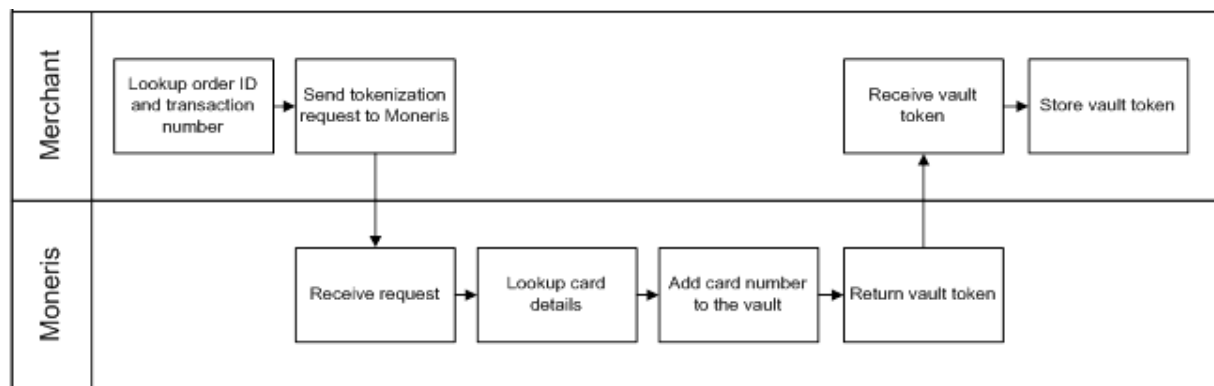 Merchant
Lookup order ID
and transaction
number
Send tokenization
request to Moneris
Receive vault
token
Store vault token
Moneris
Receive request
Lookup card
details
Add card number
to the vault
Return vault token